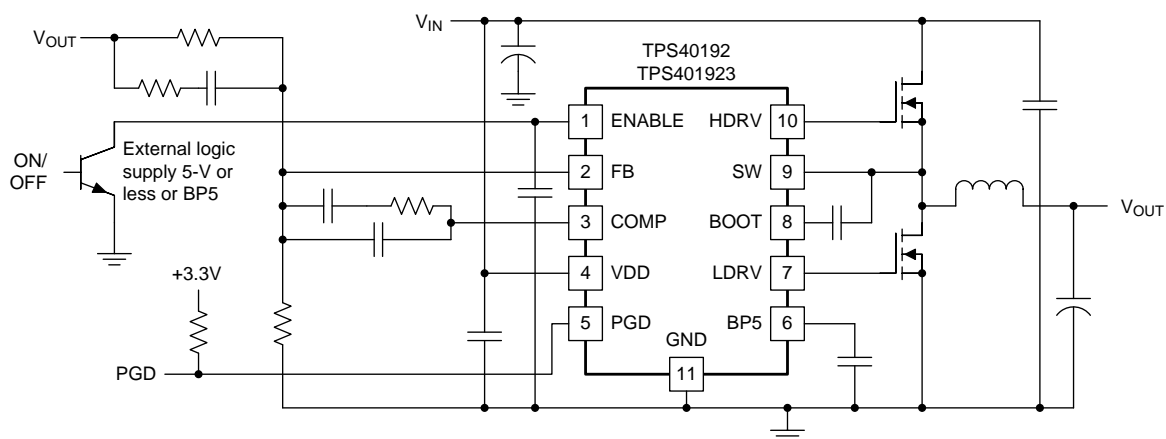 VOUT
VIN
TPS40192
TPS401923
1 ENABLE
HDRV 10
ON/
OFF
External logic
supply 5-V or
less or BP5
2 FB
SW 9
3 COMP
BOOT 8
VOUT
+3.3V
4 VDD
LDRV 7
5 PGD
BP5 6
GND
11
PGD